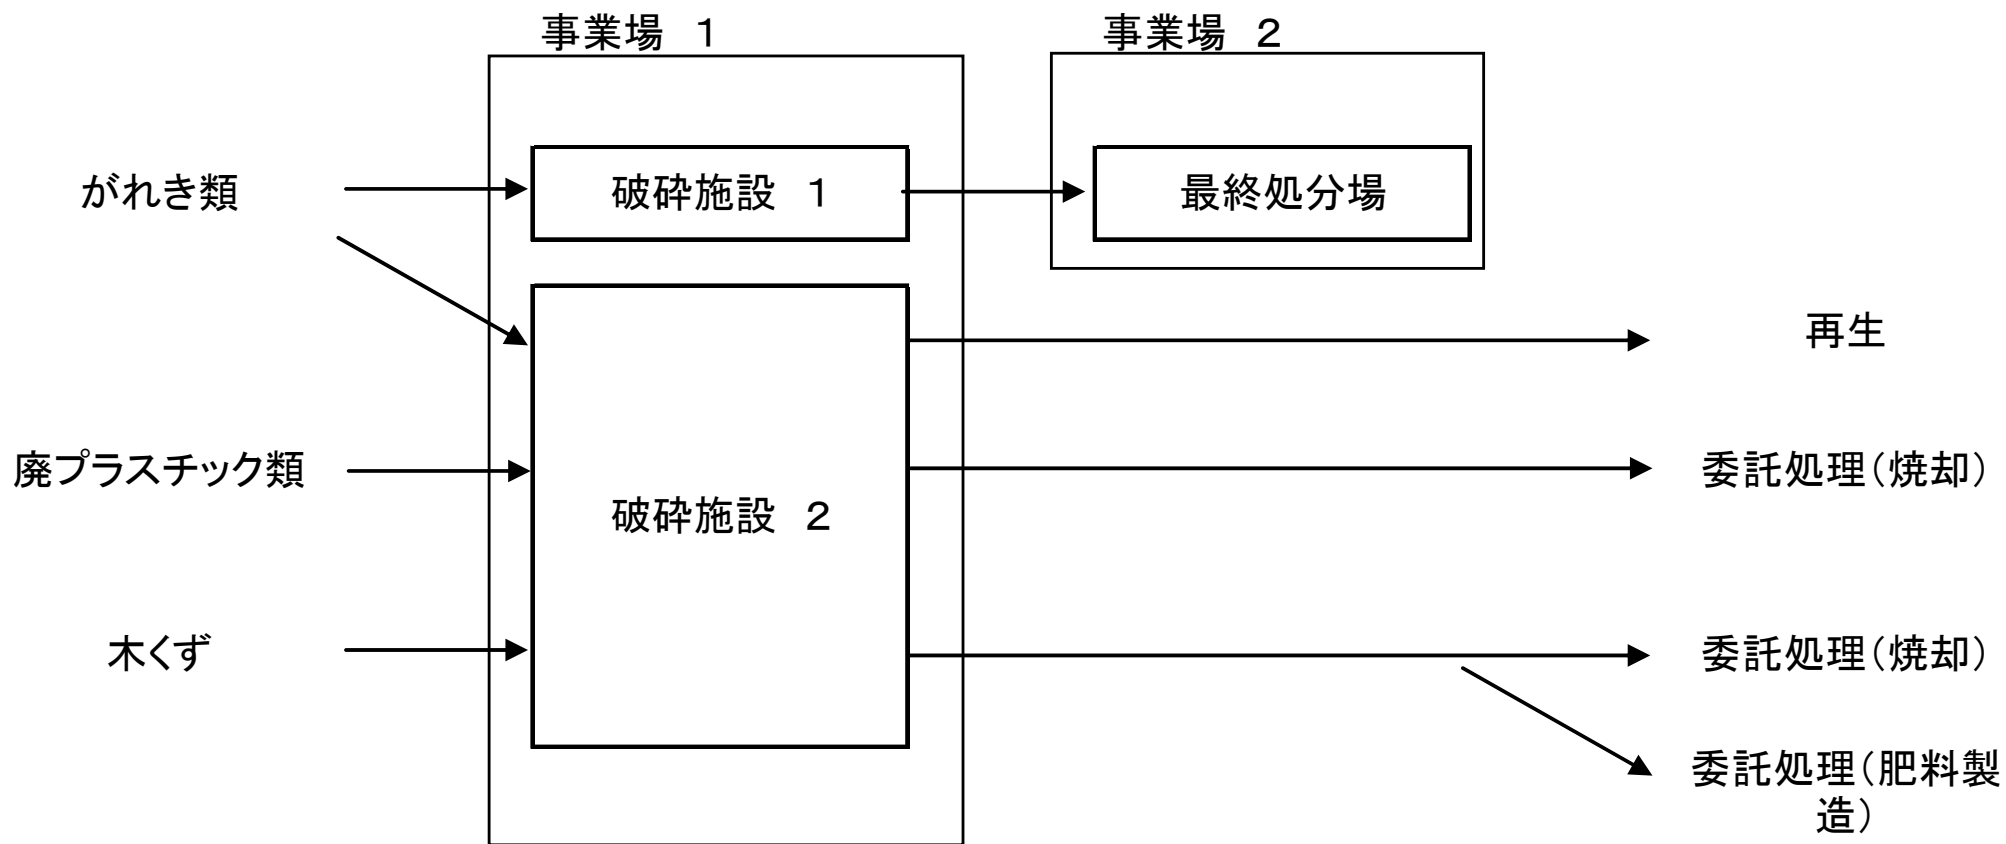 事業場　１
事業場　２
がれき類
破砕施設　１
最終処分場
再生
廃プラスチック類
委託処理（焼却）
破砕施設　２
木くず
委託処理（焼却）
委託処理（肥料製
造）